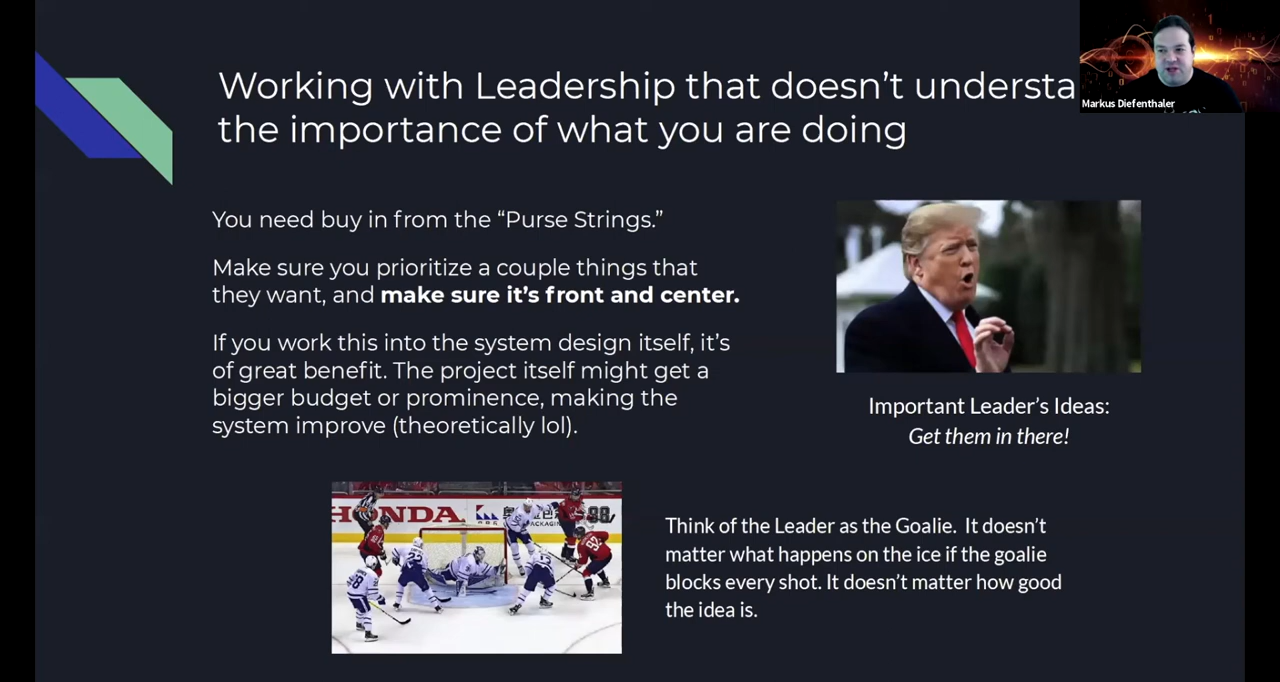 Working with Leadership that doesn't understa
the importance of what you are doing
Markus Diefenthaler
You need buy in from the “Purse Strings.”
Make sure you prioritize a couple things that
they want, and make sure it's front and center.
If you work this into the system design itself, it's
of great benefit. The project itself might get a
bigger budget or prominence, making the
system improve (theoretically lol).
Important Leader's Ideas:
Get them in there!
HONDA
PACKAGING
Think of the Leader as the Goalie. It doesn't
matter what happens on the ice if the goalie
blocks every shot. It doesn't matter how good
the idea is.